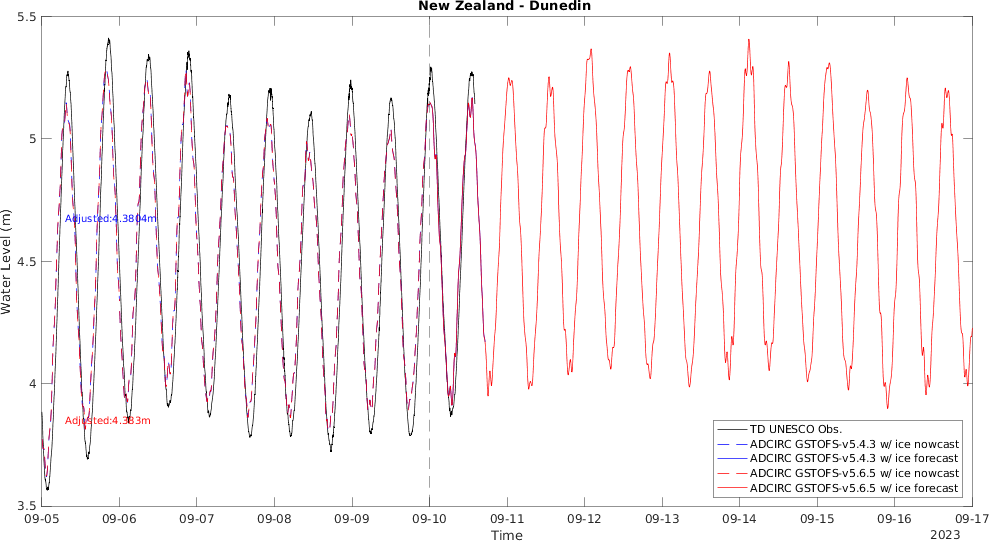 New Zealand - Dunedin
Water Level (m)
5.5
5
4.5
4
3.5
Adjusted:4.3804m
Adjusted:4.383m
TD UNESCO Obs.
ADCIRC GSTOFS-v5.4.3 w/ ice nowcast
ADCIRC GSTOFS-v5.4.3 w/ ice forecast
ADCIRC GSTOFS-v5.6.5 w/ ice nowcast
ADCIRC GSTOFS-v5.6.5 w/ ice forecast
09-05 09-06 09-07 09-08 09-09 09-10 09-11 09-12 09-13 09-14 09-15 09-16 09-17
Time
2023